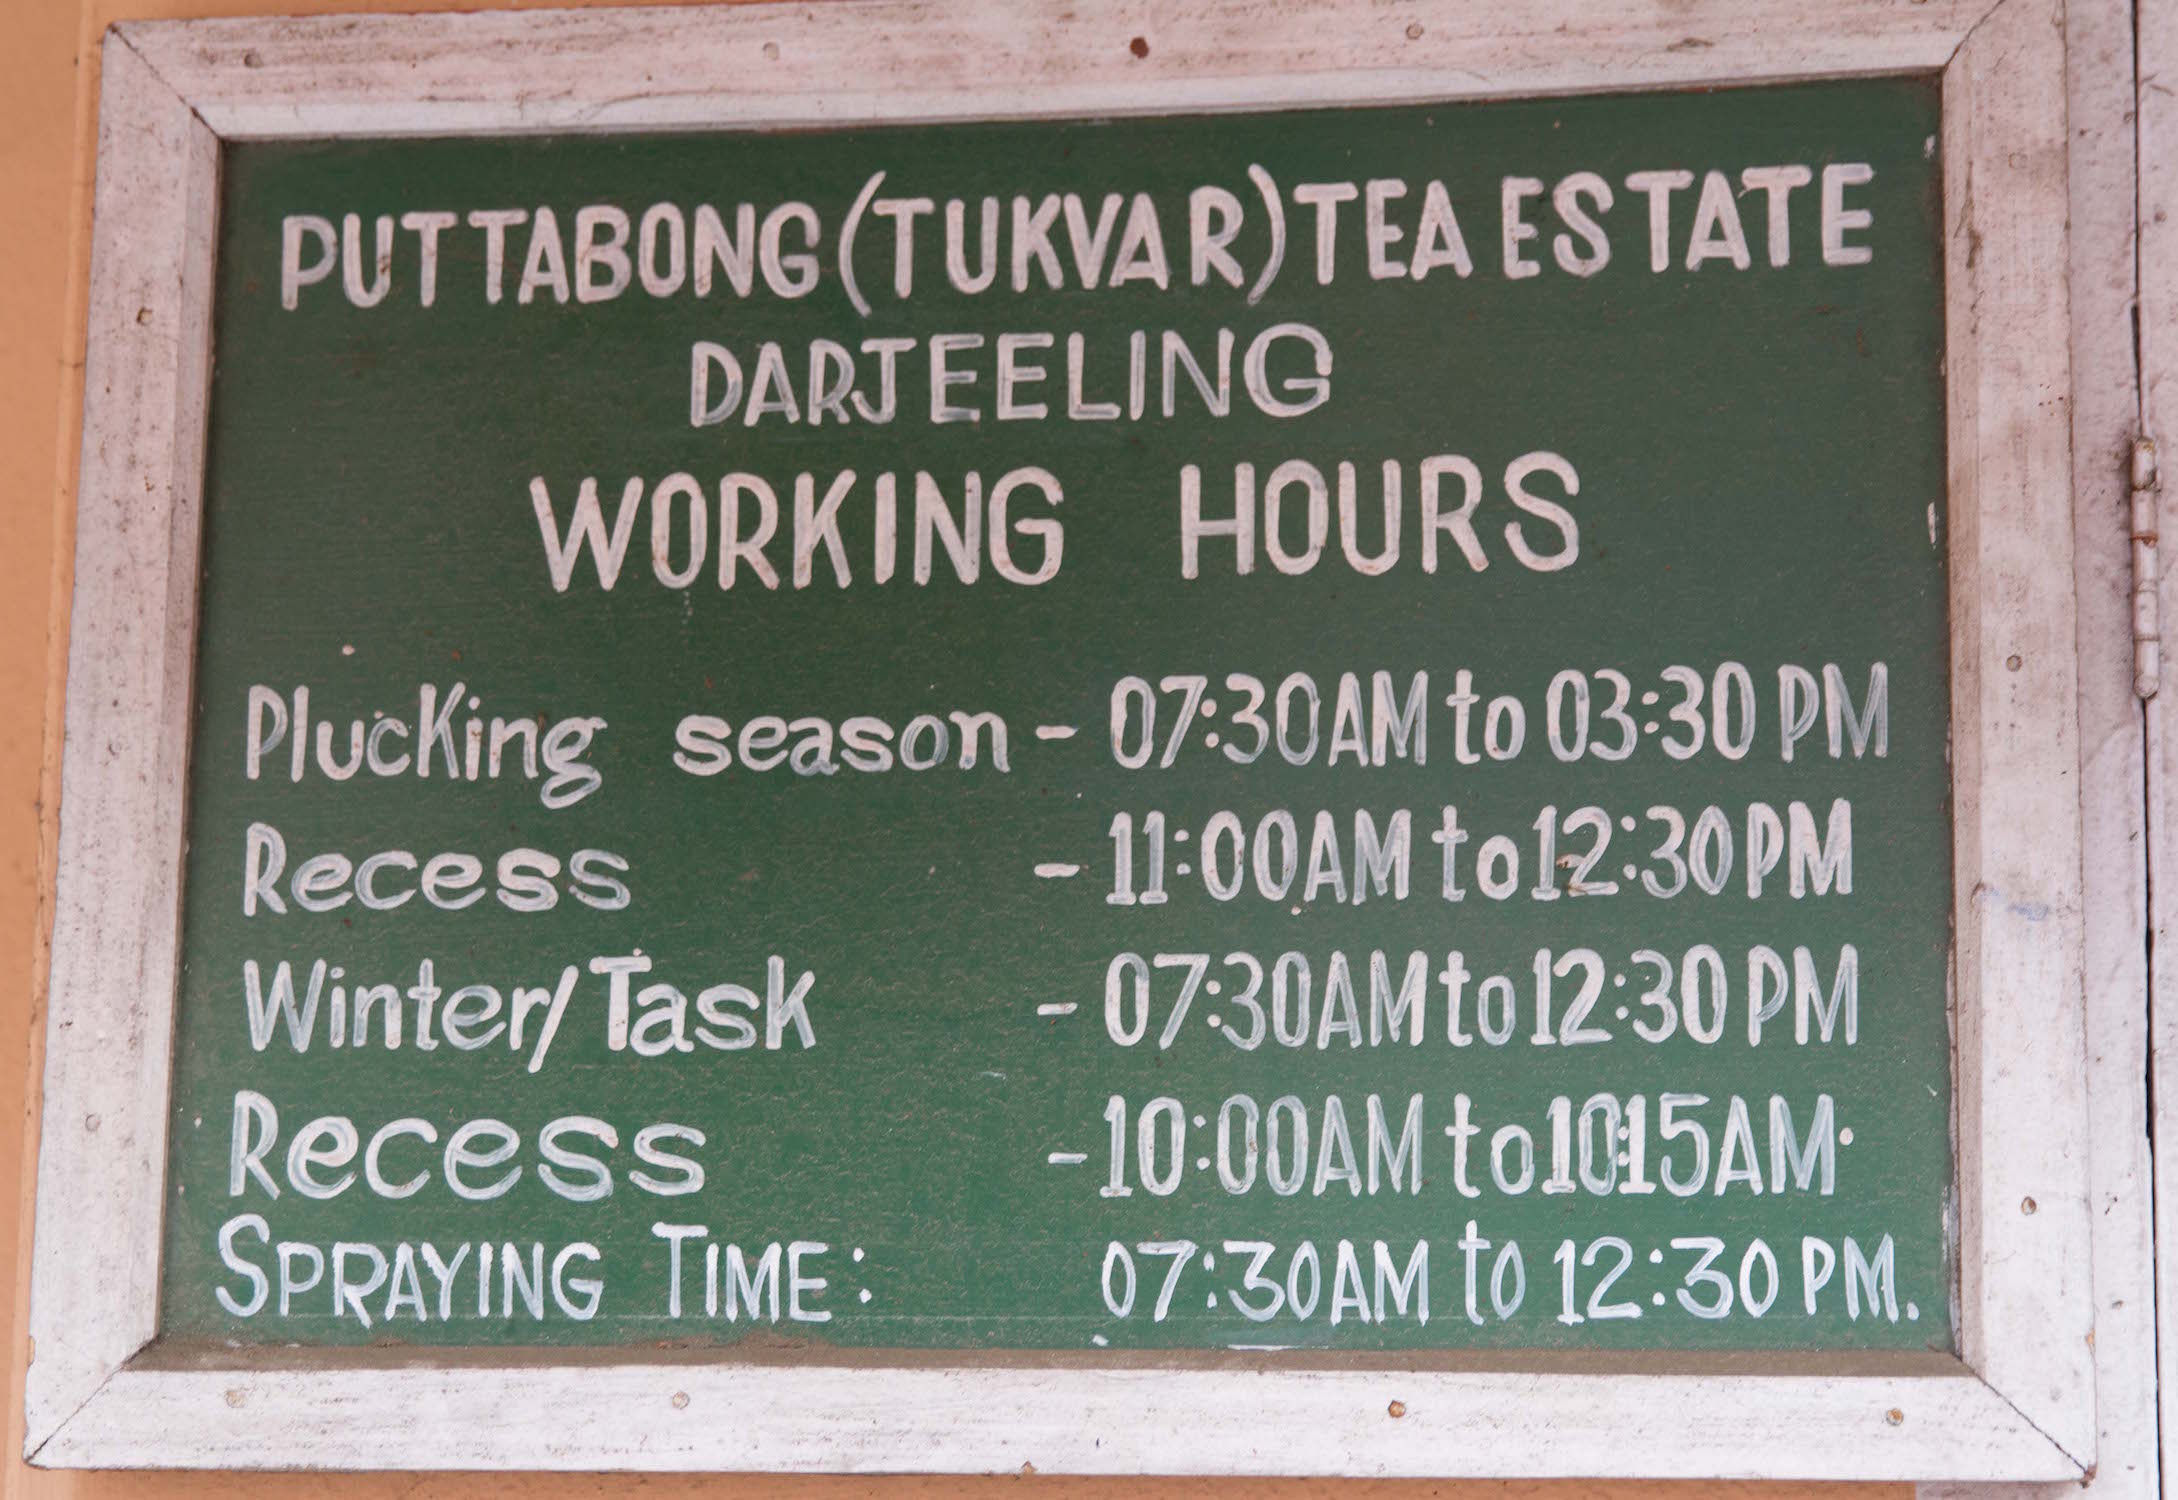 PUTTABONG (TUKVAR) TEA ESTATE
DARJEELING
WORKING HOURS
Plucking season - 07:30AM to 03:30 PM
Recess - 11:00AM to 12:30PM
Winter/Task - 07:30AM to 12:30 PM
Recess - 10:00AM to 10:15AM.
SPRAYING TIME: 07:30AM to 12:30 PM.